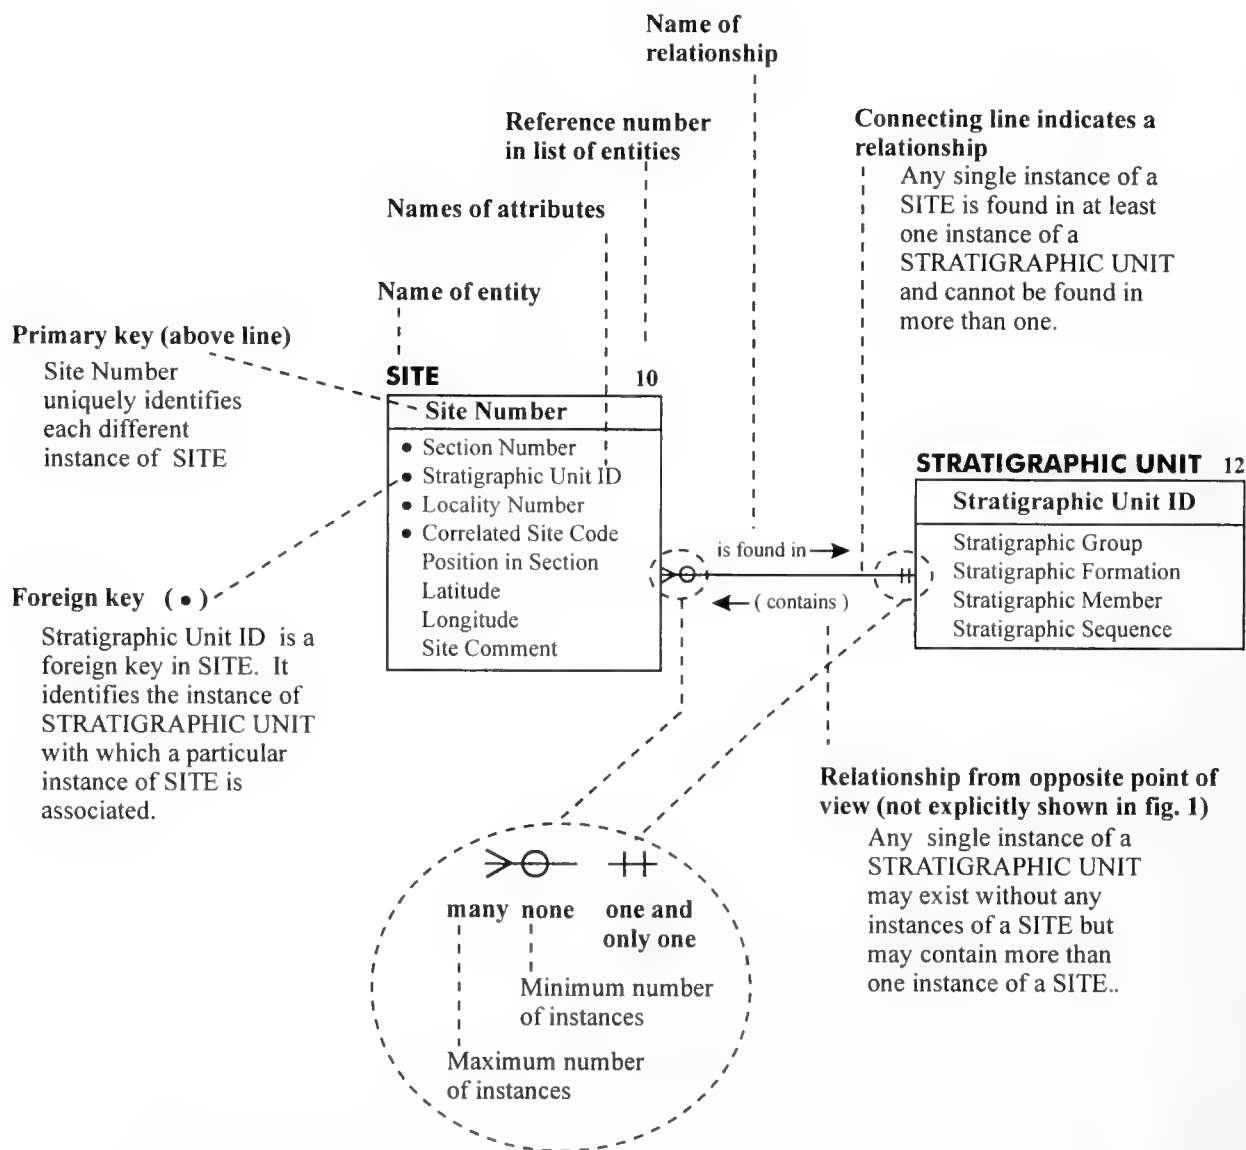 Name of
relationship
Reference number
in list of entities
Connecting line indicates a
relationship
Any single instance of a
SITE is found in at least
one instance of a
STRATIGRAPHIC UNIT
and cannot be found in
more than one.
Names of attributes
Name of entity
Primary key (above line)
Site Number
uniquely identifies
each different
instance of SITE
SITE 10
Site Number
• Section Number
• Stratigraphic Unit ID
• Locality Number
• Correlated Site Code
Position in Section
Latitude
Longitude
Site Comment
is found in
( contains )
STRATIGRAPHIC UNIT 12
Stratigraphic Unit ID
Stratigraphic Group
Stratigraphic Formation
Stratigraphic Member
Stratigraphic Sequence
Foreign key ( • )
Stratigraphic Unit ID is a
foreign key in SITE. It
identifies the instance of
STRATIGRAPHIC UNIT
with which a particular
instance of SITE is
associated.
Relationship from opposite point of
view (not explicitly shown in fig. 1)
Any single instance of a
STRATIGRAPHIC UNIT
may exist without any
instances of a SITE but
may contain more than
one instance of a SITE..
many none one and
only one
Minimum number
of instances
Maximum number
of instances